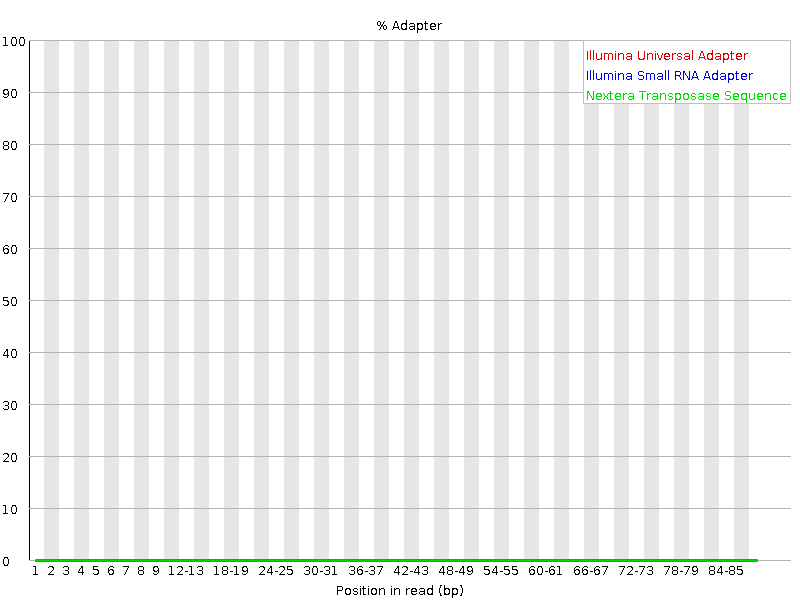 % Adapter
Illumina Universal Adapter
Illumina Small RNA Adapter
Nextera Transposase Sequence
100
90
80
70
60
50
40
30
20
10
0
1 2 3 4 5 6 7 8 9 12-13 18-19 24-25 30-31 36-37 42-43 48-49 54-55 60-61 66-67 72-73 78-79 84-85
Position in read (bp)